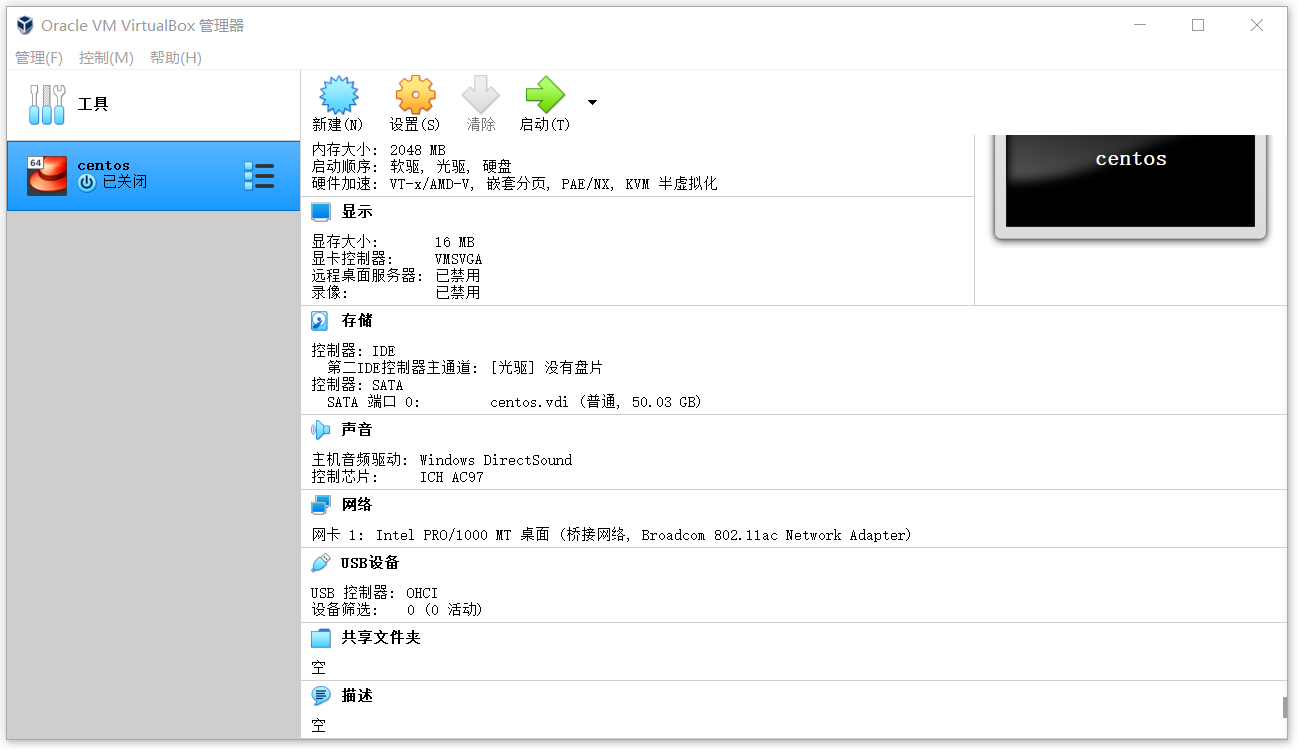 Oracle VM VirtualBox 管理器
管理(F) 控制(M) 帮助(H)
工具
新建(N) 设置(S) 清除 启动(T)
64
centos
已关闭
内存大小: 2048 MB
启动顺序: 软驱, 光驱, 硬盘
硬件加速: VT-x/AMD-V, 嵌套分页, PAE/NX, KVM 半虚拟化
centos
显示
显存大小: 16 MB
显卡控制器: VMSVGA
远程桌面服务器: 已禁用
录像: 已禁用
存储
控制器: IDE
第二IDE控制器主通道: [光驱] 没有盘片
控制器: SATA
SATA 端口 0: centos.vdi (普通, 50.03 GB)
声音
主机音频驱动: Windows DirectSound
控制芯片: ICH AC97
网络
网卡 1: Intel PRO/1000 MT 桌面 (桥接网络, Broadcom 802.11ac Network Adapter)
USB设备
USB 控制器: OHCI
设备筛选: 0 (0 活动)
共享文件夹
空
描述
空